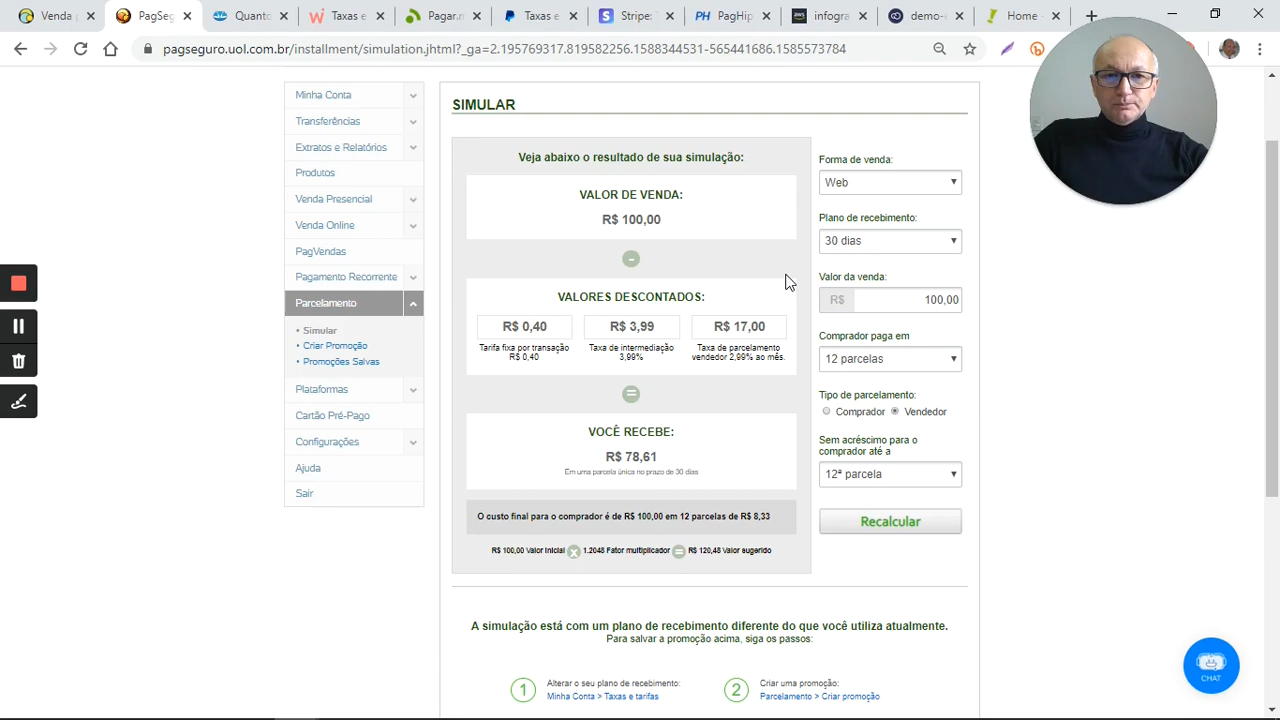 Venda
PagSeg
Quanto
Taxas e
Pagar.m
Taxas
Stripe:
PagHip
infogra
demo-e
Home -
pagseguro.uol.com.br/installment/simulation.jhtml?_ga=2.195769317.819582256.1588344531-565441686.1585573784
Minha Conta
Transferências
Extratos e Relatórios
Produtos
Venda Presencial
Venda Online
PagVendas
Pagamento Recorrente
Parcelamento
• Simular
• Criar Promoção
• Promoções Salvas
Plataformas
Cartão Pré-Pago
Configurações
Ajuda
Sair
SIMULAR
Veja abaixo o resultado de sua simulação:
VALOR DE VENDA:
R$ 100,00
-
VALORES DESCONTADOS:
R$ 0,40
Tarifa fixa por transação
R$ 0,40
R$ 3,99
Taxa de intermediação
3,99%
R$ 17,00
Taxa de parcelamento
vendedor 2,99% ao mês.
=
VOCÊ RECEBE:
R$ 78,61
Em uma parcela única no prazo de 30 dias
O custo final para o comprador é de R$ 100,00 em 12 parcelas de R$ 8,33
R$ 100,00 Valor Inicial x 1.2048 Fator multiplicador = R$ 120,48 Valor sugerido
Forma de venda:
Web
Plano de recebimento:
30 dias
Valor da venda:
R$ 100,00
Comprador paga em
12 parcelas
Tipo de parcelamento:
Comprador Vendedor
Sem acréscimo para o
comprador até a
12ª parcela
Recalcular
A simulação está com um plano de recebimento diferente do que você utiliza atualmente.
Para salvar a promoção acima, siga os passos:
1
Alterar o seu plano de recebimento:
Minha Conta > Taxas e tarifas
2
Criar uma promoção:
Parcelamento > Criar promoção
CHAT